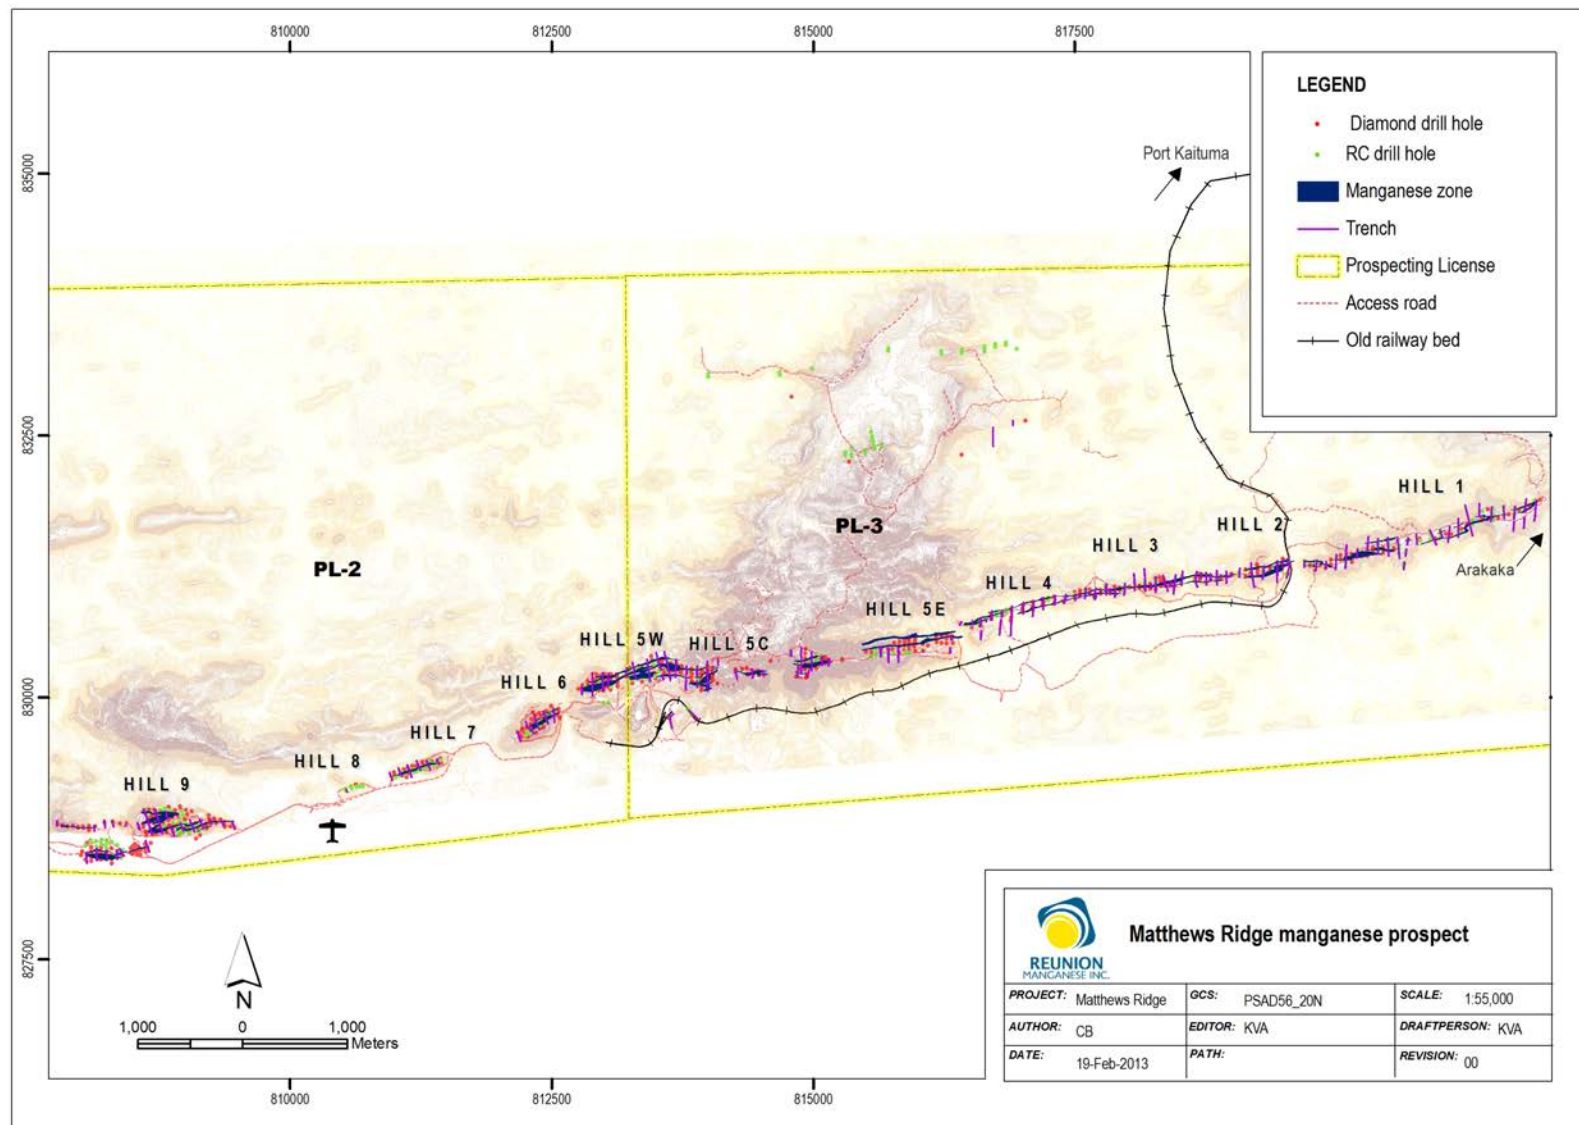 810000
812500
815000
817500
LEGEND
Diamond drill hole
RC drill hole
Manganese zone
Trench
Prospecting License
Access road
Old railway bed
Port Kaituma
835000
832500
830000
827500
HILL 1
HILL 2
HILL 3
HILL 4
HILL 5E
HILL 5C
HILL 5W
HILL 6
HILL 7
HILL 8
HILL 9
PL-3
PL-2
Arakaka
N
1,000 0 1,000
Meters
REUNION
MANGANESE INC.
Matthews Ridge manganese prospect
PROJECT: Matthews Ridge GCS: PSAD56_20N SCALE: 1:55,000
AUTHOR: CB EDITOR: KVA DRAFTPERSON: KVA
DATE: 19-Feb-2013 PATH: REVISION: 00
810000
812500
815000